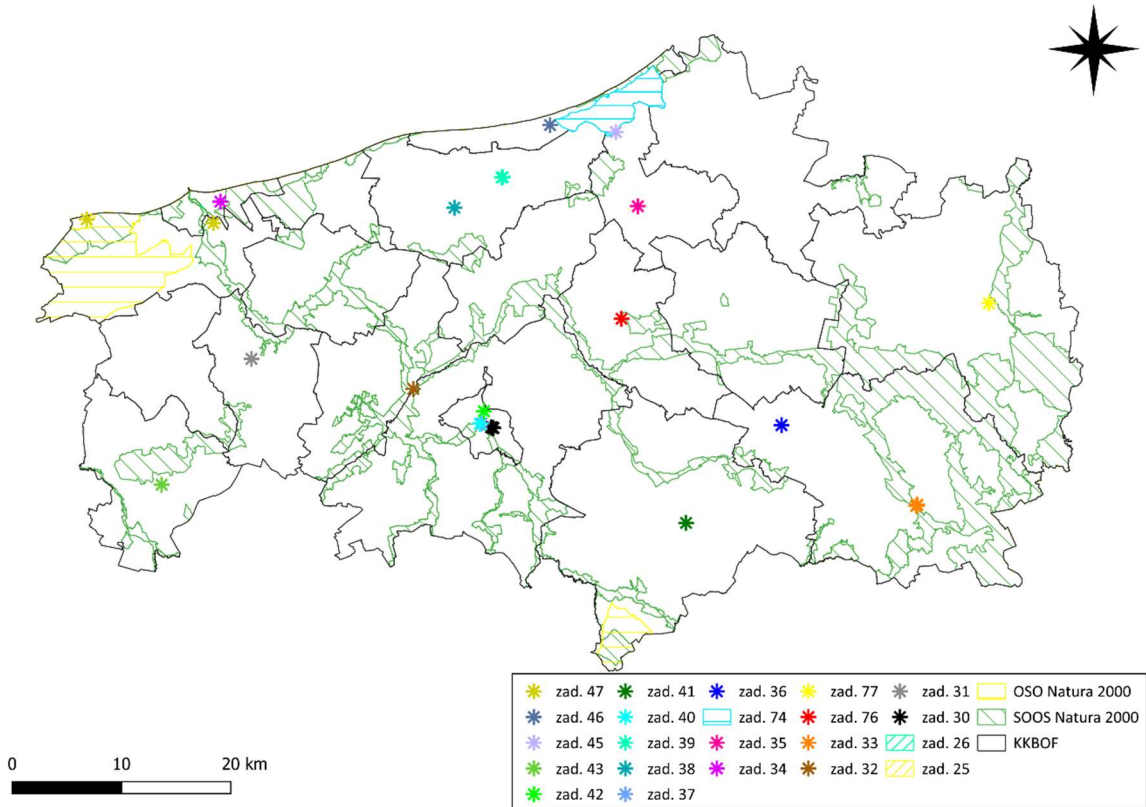 0 10 20 km
zad. 47 zad. 41 zad. 36 zad. 77 zad. 31 OSO Natura 2000
zad. 46 zad. 40 zad. 74 zad. 76 zad. 30 SOOS Natura 2000
zad. 45 zad. 39 zad. 35 zad. 33 zad. 26 KKBOF
zad. 43 zad. 38 zad. 34 zad. 32 zad. 25
zad. 42 zad. 37